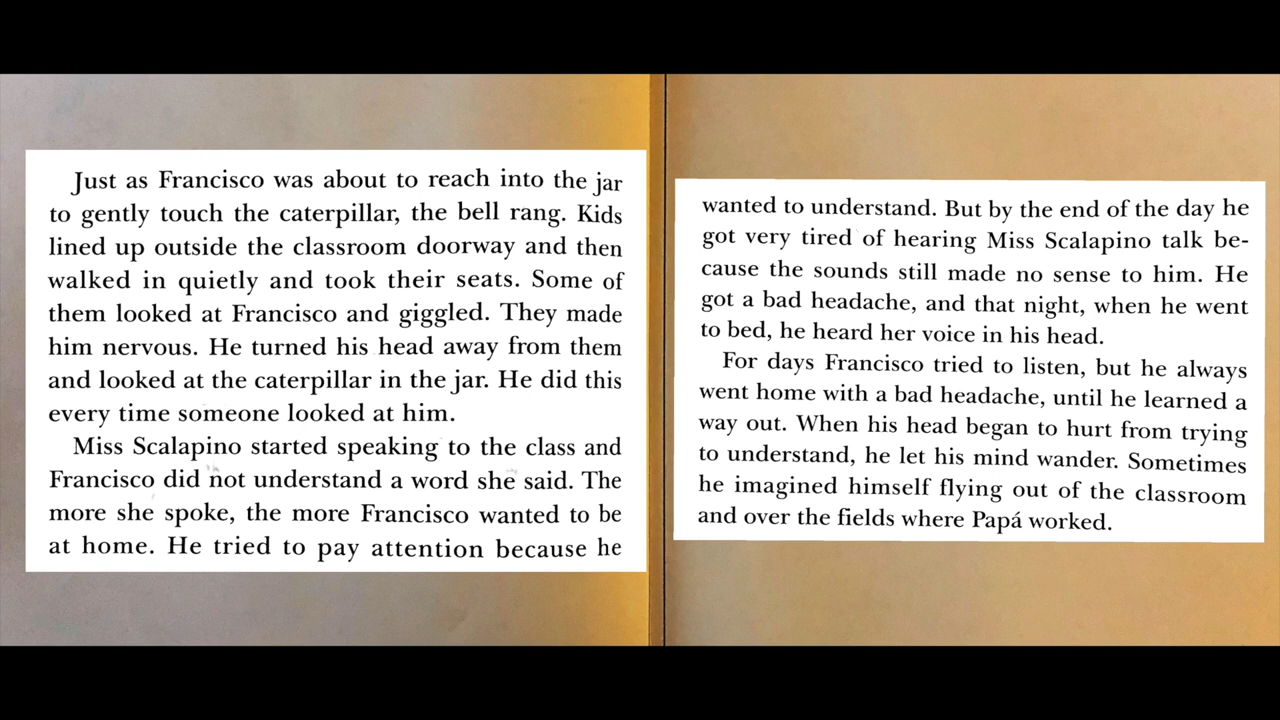 Just as Francisco was about to reach into the jar
to gently touch the caterpillar, the bell rang. Kids
lined up outside the classroom doorway and then
walked in quietly and took their seats. Some of
them looked at Francisco and giggled. They made
him nervous. He turned his head away from them
and looked at the caterpillar in the jar. He did this
every time someone looked at him.
Miss Scalapino started speaking to the class and
Francisco did not understand a word she said. The
more she spoke, the more Francisco wanted to be
at home. He tried to pay attention because he
wanted to understand. But by the end of the day he
got very tired of hearing Miss Scalapino talk be-
cause the sounds still made no sense to him. He
got a bad headache, and that night, when he went
to bed, he heard her voice in his head.
For days Francisco tried to listen, but he always
went home with a bad headache, until he learned a
way out. When his head began to hurt from trying
to understand, he let his mind wander. Sometimes
he imagined himself flying out of the classroom
and over the fields where Papá worked.